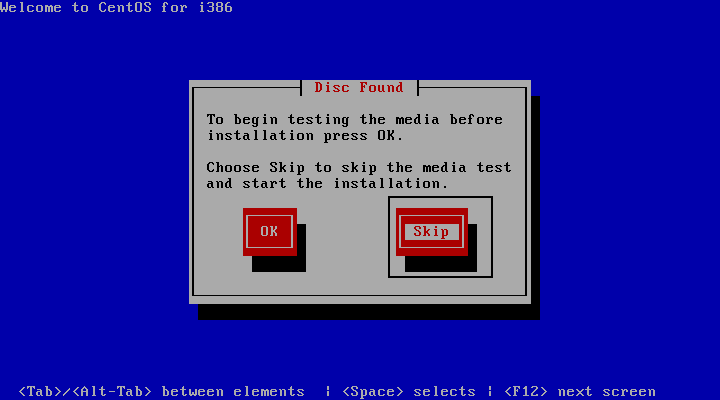 Welcome to CentOS for i386
Disc Found
To begin testing the media before
installation press OK.
Choose Skip to skip the media test
and start the installation.
OK Skip
<Tab>/<Alt-Tab> between elements | <Space> selects | <F12> next screen